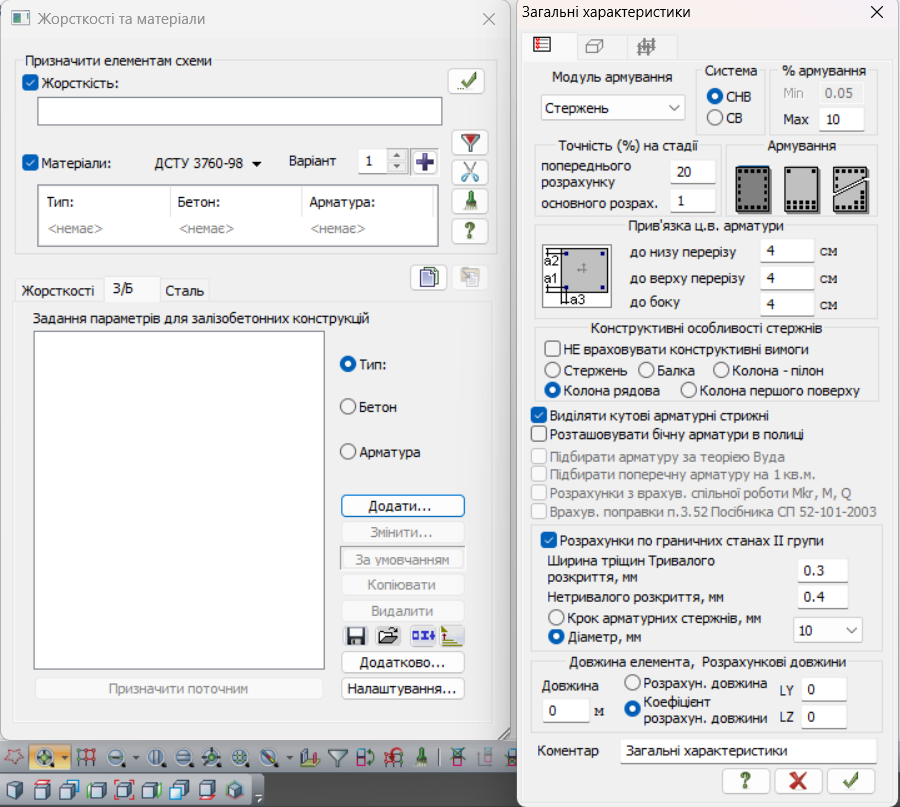 Жорсткості та матеріали
Призначити елементам схеми
Жорсткість:
Матеріали: ДСТУ 3760-98 Варіант 1
Тип: Бетон: Арматура:
<немає> <немає> <немає>
Жорсткості З/Б Сталь
Задання параметрів для залізобетонних конструкцій
Тип:
Бетон
Арматура
Додати...
Змінити...
За умовчанням
Копіювати
Видалити
Додатково...
Призначити поточним Налаштування...
Загальні характеристики
Модуль армування
Стержень
Система
СНВ
СВ
% армування
Min 0.05
Max 10
Точність (%) на стадії
попереднього розрахунку 20
основного розрах. 1
Армування
Прив'язка ц.в. арматури
a2
a1
a3
до низу перерізу 4 см
до верху перерізу 4 см
до боку 4 см
Конструктивні особливості стержнів
НЕ враховувати конструктивні вимоги
Стержень Балка Колона - пілон
Колона рядова Колона першого поверху
Виділяти кутові арматурні стрижні
Розташовувати бічну арматури в полиці
Підбирати арматуру за теорією Вуда
Підбирати поперечну арматуру на 1 кв.м.
Розрахунки з врахув. спільної роботи Mkr, M, Q
Врахув. поправки п.3.52 Посібника СП 52-101-2003
Розрахунки по граничних станах II групи
Ширина тріщин Тривалого
розкриття, мм 0.3
Нетривалого розкриття, мм 0.4
Крок арматурних стержнів, мм
Діаметр, мм 10
Довжина елемента, Розрахункові довжини
Довжина
0 м
Розрахун. довжина
Коефіцієнт
розрахун. довжини
LY 0
LZ 0
Коментар Загальні характеристики